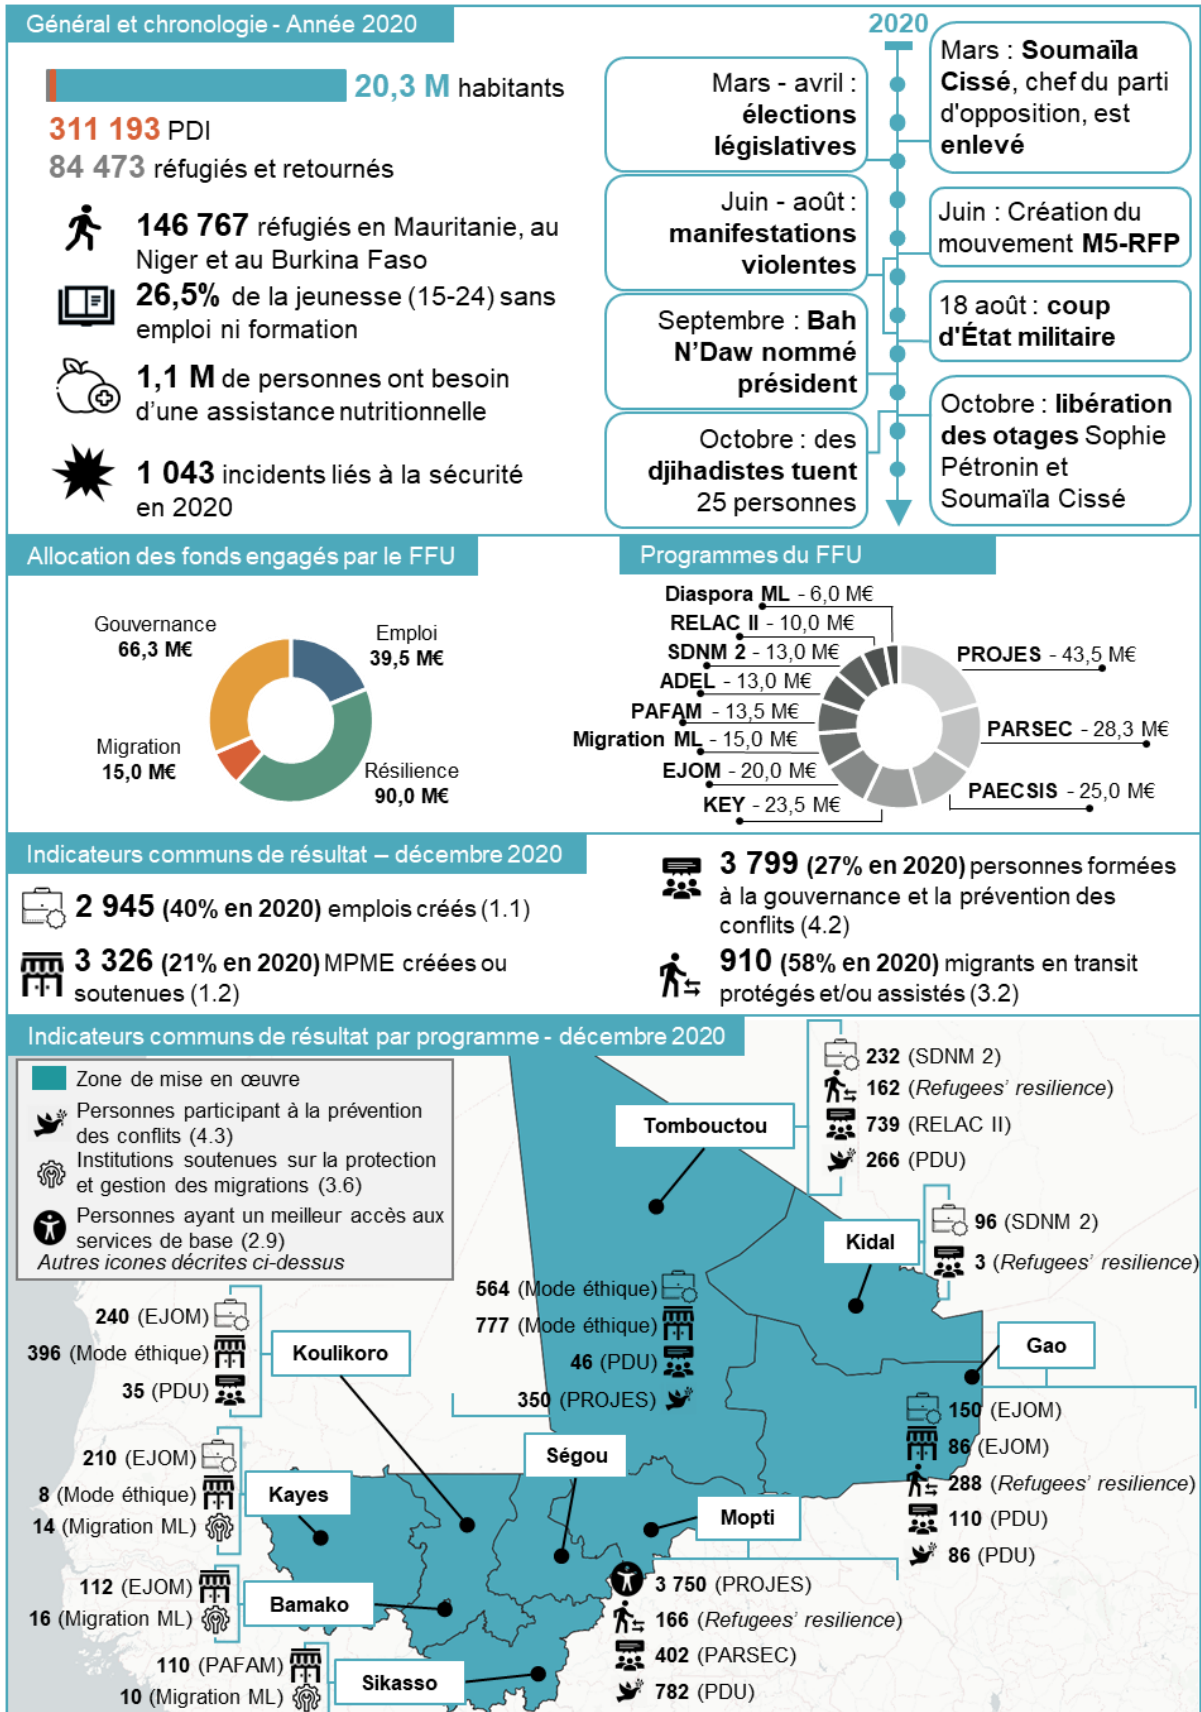 Général et chronologie - Année 2020
20,3 M habitants
311 193 PDI
84 473 réfugiés et retournés
146 767 réfugiés en Mauritanie, au
Niger et au Burkina Faso
26,5% de la jeunesse (15-24) sans
emploi ni formation
1,1 M de personnes ont besoin
d’une assistance nutritionnelle
1 043 incidents liés à la sécurité
en 2020
2020
Mars : Soumaïla
Cissé, chef du parti
d'opposition, est
enlevé
Mars - avril :
élections
législatives
Juin - août :
manifestations
violentes
Juin : Création du
mouvement M5-RFP
18 août : coup
d'État militaire
Septembre : Bah
N’Daw nommé
président
Octobre : libération
des otages Sophie
Pétronin et
Soumaïla Cissé
Octobre : des
djihadistes tuent
25 personnes
Allocation des fonds engagés par le FFU
Gouvernance
66,3 M€
Emploi
39,5 M€
Migration
15,0 M€
Résilience
90,0 M€
Programmes du FFU
Diaspora ML - 6,0 M€
RELAC II - 10,0 M€
SDNM 2 - 13,0 M€
ADEL - 13,0 M€
PAFAM - 13,5 M€
Migration ML - 15,0 M€
EJOM - 20,0 M€
KEY - 23,5 M€
PROJES - 43,5 M€
PARSEC - 28,3 M€
PAECSIS - 25,0 M€
Indicateurs communs de résultat – décembre 2020
2 945 (40% en 2020) emplois créés (1.1)
3 326 (21% en 2020) MPME créées ou
soutenues (1.2)
3 799 (27% en 2020) personnes formées
à la gouvernance et la prévention des
conflits (4.2)
910 (58% en 2020) migrants en transit
protégés et/ou assistés (3.2)
Indicateurs communs de résultat par programme - décembre 2020
Zone de mise en œuvre
Personnes participant à la prévention
des conflits (4.3)
Institutions soutenues sur la protection
et gestion des migrations (3.6)
Personnes ayant un meilleur accès aux
services de base (2.9)
Autres icones décrites ci-dessus
Tombouctou
232 (SDNM 2)
162 (Refugees’ resilience)
739 (RELAC II)
266 (PDU)
Kidal
96 (SDNM 2)
3 (Refugees’ resilience)
564 (Mode éthique)
777 (Mode éthique)
46 (PDU)
350 (PROJES)
Ségou
Koulikoro
240 (EJOM)
396 (Mode éthique)
35 (PDU)
Gao
150 (EJOM)
86 (EJOM)
288 (Refugees’ resilience)
110 (PDU)
86 (PDU)
Kayes
210 (EJOM)
8 (Mode éthique)
14 (Migration ML)
Mopti
3 750 (PROJES)
166 (Refugees’ resilience)
402 (PARSEC)
782 (PDU)
Bamako
112 (EJOM)
16 (Migration ML)
Sikasso
110 (PAFAM)
10 (Migration ML)